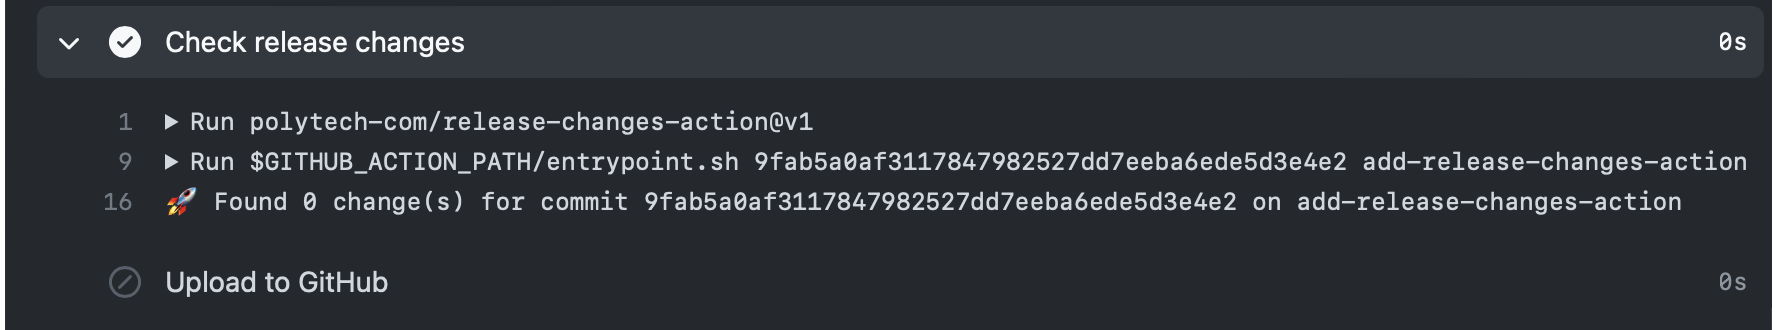 Check release changes 0s
1 Run polytech-com/release-changes-action@v1
9 Run $GITHUB_ACTION_PATH/entrypoint.sh 9fab5a0af3117847982527dd7eeba6ede5d3e4e2 add-release-changes-action
16 🚀 Found 0 change(s) for commit 9fab5a0af3117847982527dd7eeba6ede5d3e4e2 on add-release-changes-action
Upload to GitHub 0s